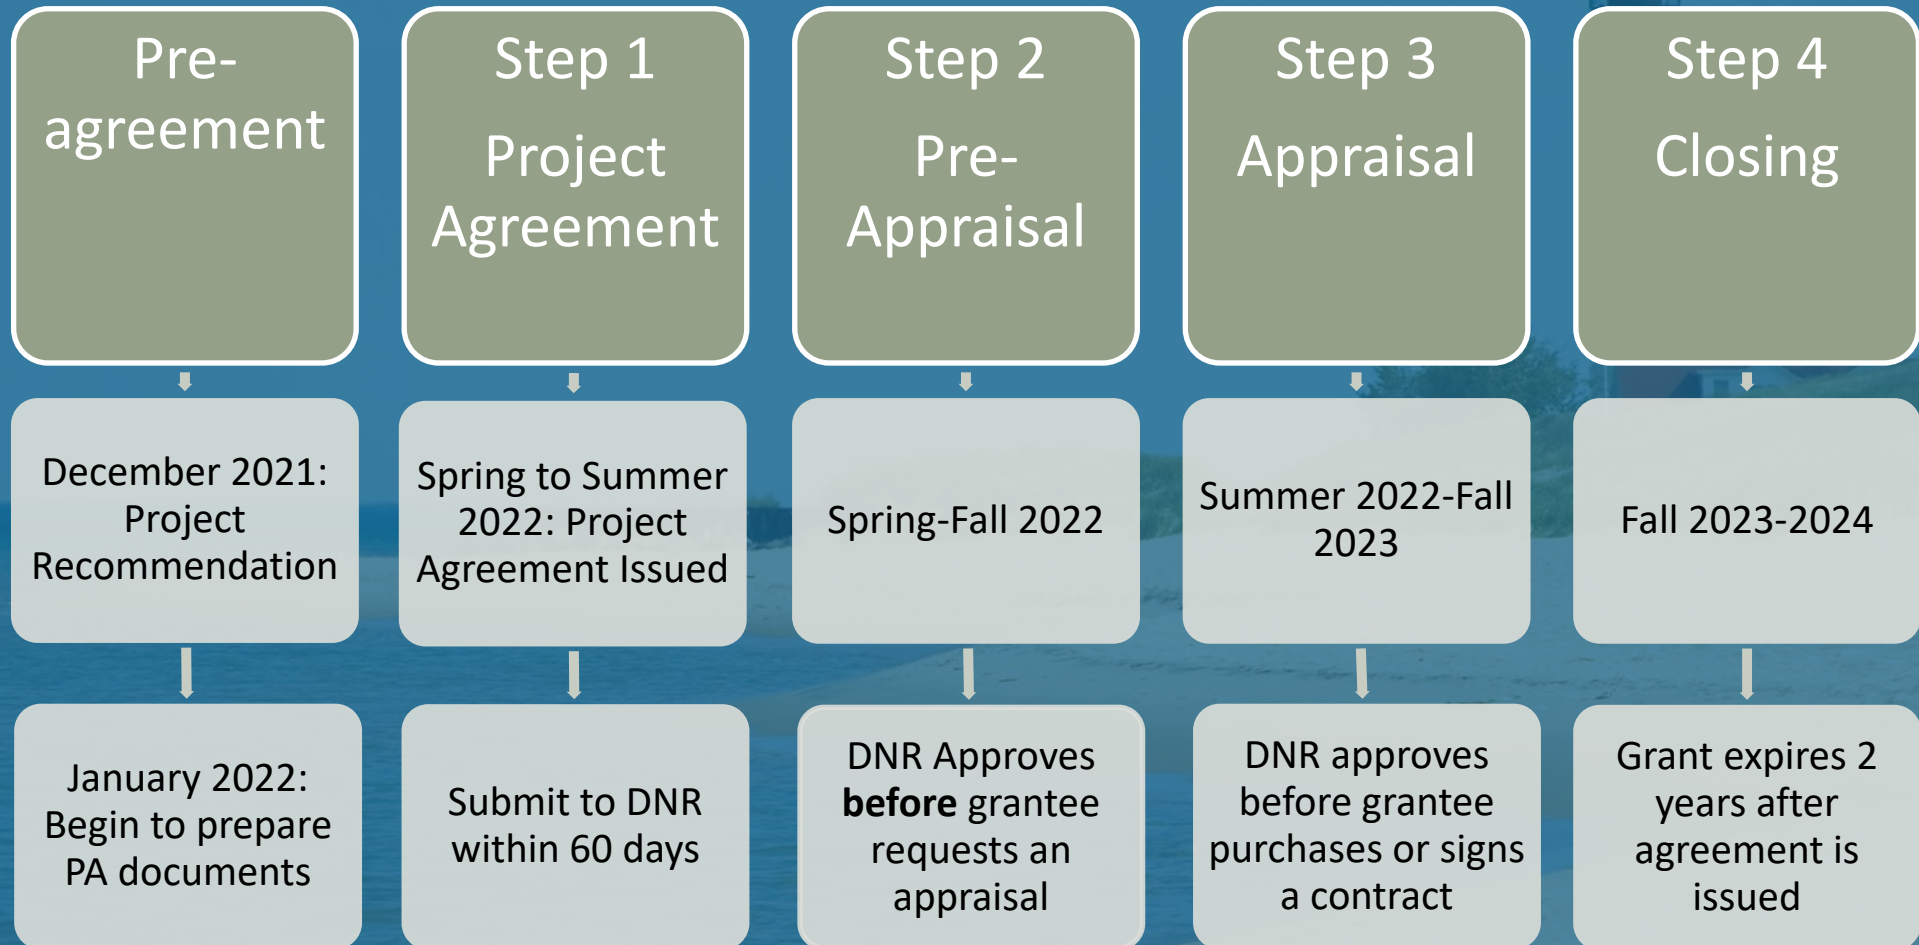 Pre-
agreement
December 2021:
Project
Recommendation
January 2022:
Begin to prepare
PA documents
Step 1
Project
Agreement
Spring to Summer
2022: Project
Agreement Issued
Submit to DNR
within 60 days
Step 2
Pre-
Appraisal
Spring-Fall 2022
DNR Approves
before grantee
requests an
appraisal
Step 3
Appraisal
Summer 2022-Fall
2023
DNR approves
before grantee
purchases or signs
a contract
Step 4
Closing
Fall 2023-2024
Grant expires 2
years after
agreement is
issued